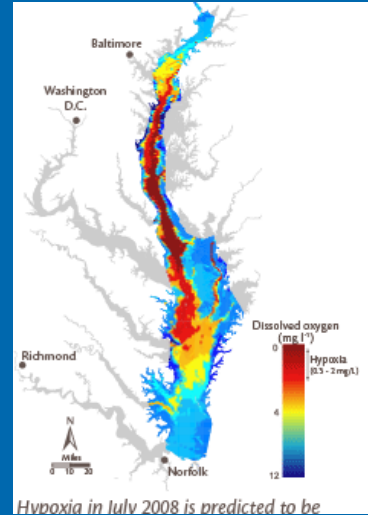 Baltimore
Washington
D.C.
Dissolved oxygen
(mg l⁻¹)
0
Hypoxia
(0.5 - 2 mg/L)
4
12
Richmond
N
Miles
0 10 20
Norfolk
Hypoxia in July 2008 is predicted to be